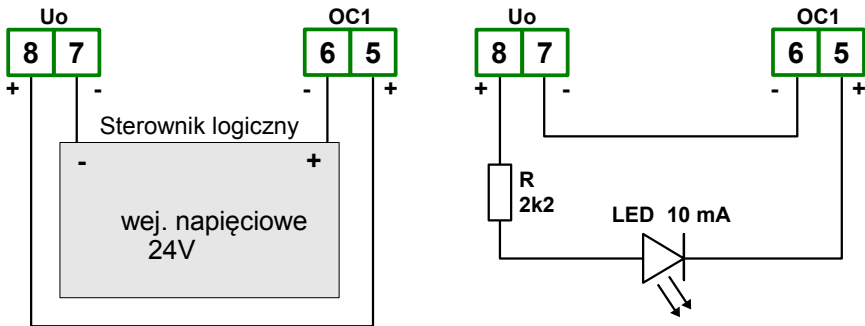 Uo
OC1
8 7
6 5
+ -
- +
Sterownik logiczny
- +
wej. napięciowe
24V
Uo
OC1
8 7
6 5
+ -
- +
R
2k2
LED 10 mA